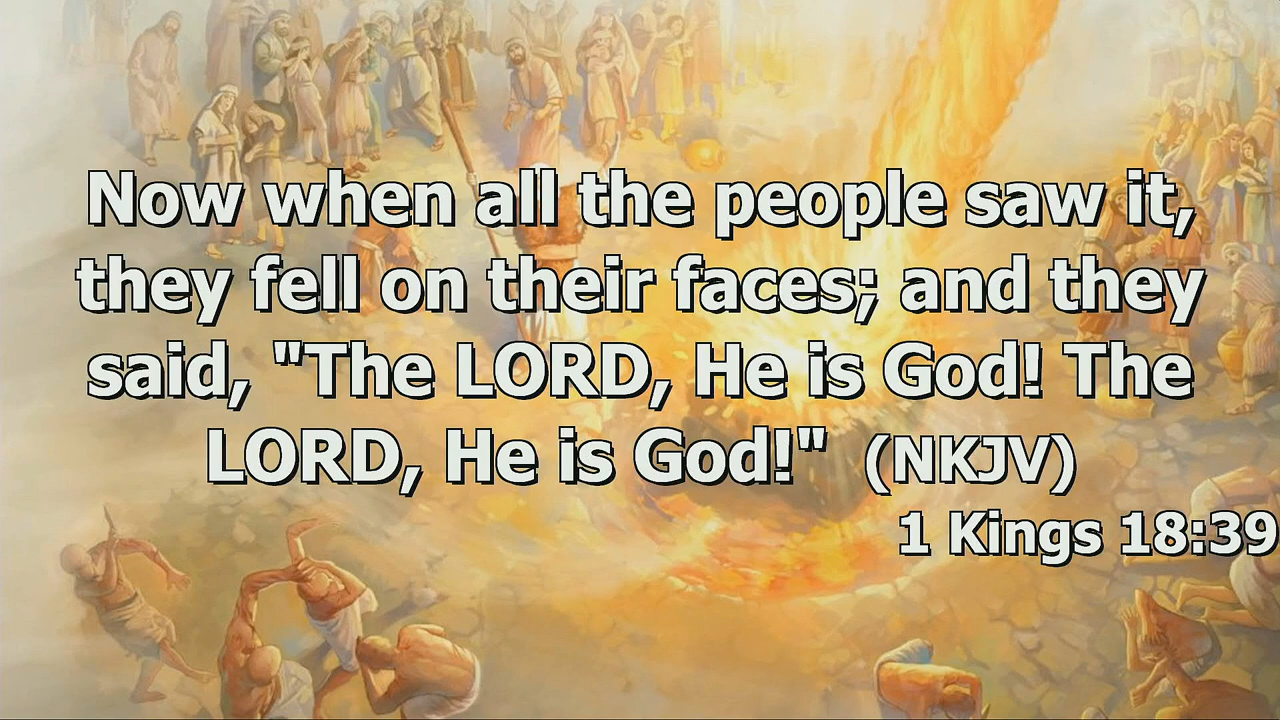 Now when all the people saw it,
they fell on their faces; and they
said, "The LORD, He is God! The
LORD, He is God!" (NKJV)
1 Kings 18:39